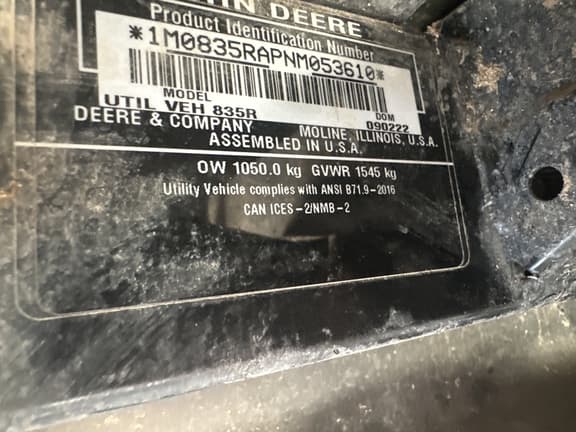 DEERE
Product Identification Number
*1M0835RAPNM053610*
MODEL DOM
UTIL VEH 835R 090222
DEERE & COMPANY MOLINE, ILLINOIS, U.S.A.
ASSEMBLED IN U.S.A.
OW 1050.0 kg GVWR 1545 kg
Utility Vehicle complies with ANSI B71.9-2016
CAN ICES-2/NMB-2